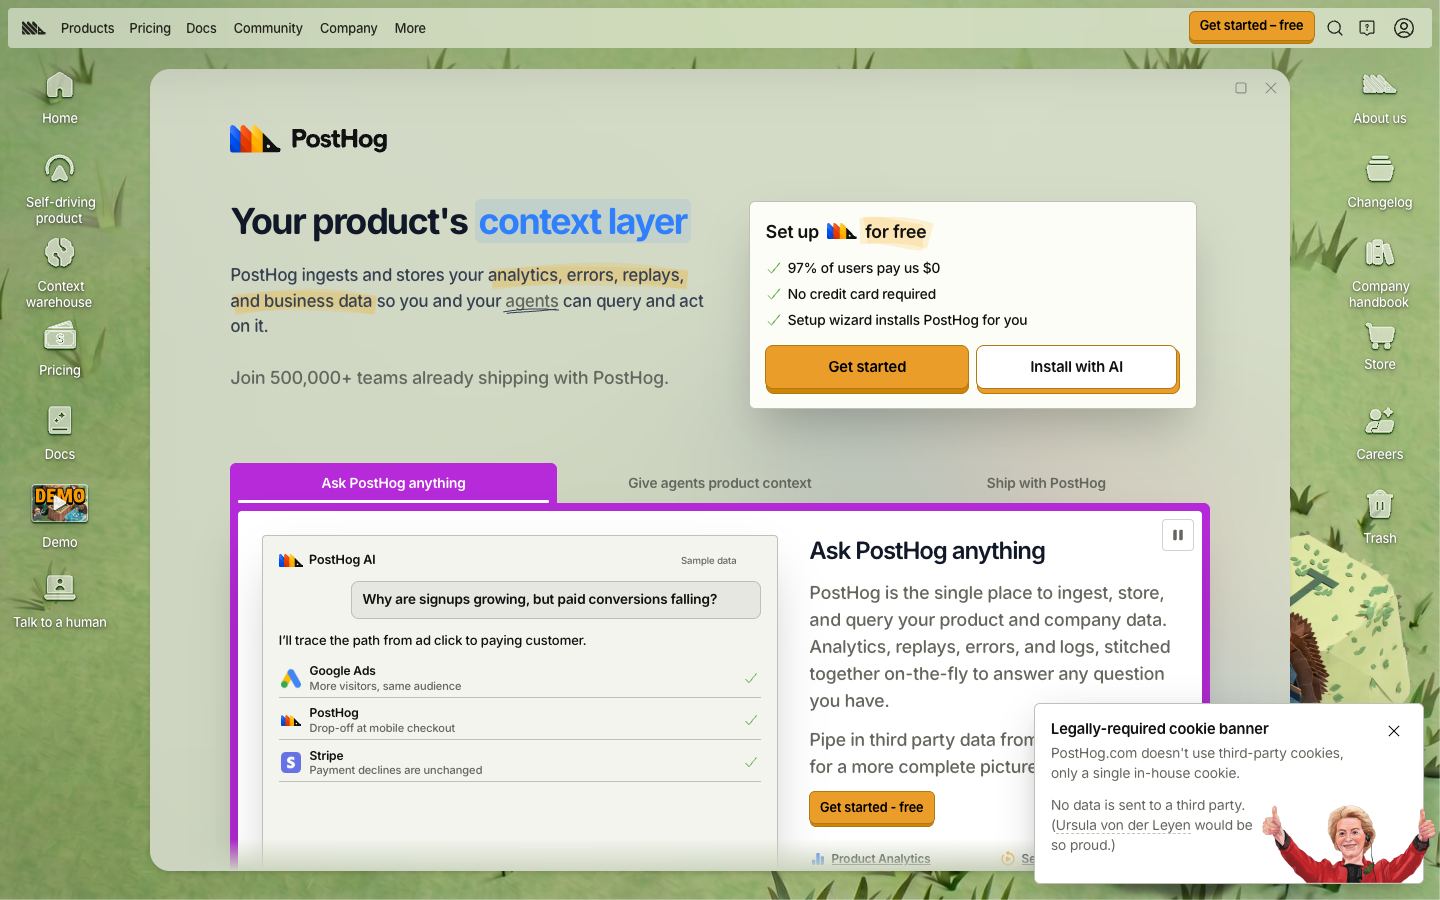 Products Pricing Docs Community Company More
Get started – free
Home
Self-driving
product
Context
warehouse
Pricing
Docs
DEMO
Demo
Talk to a human
About us
Changelog
Company
handbook
Store
Careers
Trash
PostHog
Your product's context layer
PostHog ingests and stores your analytics, errors, replays,
and business data so you and your agents can query and act
on it.
Join 500,000+ teams already shipping with PostHog.
Set up for free
97% of users pay us $0
No credit card required
Setup wizard installs PostHog for you
Get started
Install with AI
Ask PostHog anything
Give agents product context
Ship with PostHog
PostHog AI
Sample data
Why are signups growing, but paid conversions falling?
I'll trace the path from ad click to paying customer.
Google Ads
More visitors, same audience
PostHog
Drop-off at mobile checkout
S
Stripe
Payment declines are unchanged
Ask PostHog anything
PostHog is the single place to ingest, store,
and query your product and company data.
Analytics, replays, errors, and logs, stitched
together on-the-fly to answer any question
you have.
Pipe in third party data from
for a more complete picture
Get started - free
Product Analytics
Legally-required cookie banner
PostHog.com doesn't use third-party cookies,
only a single in-house cookie.
No data is sent to a third party.
(Ursula von der Leyen would be
so proud.)